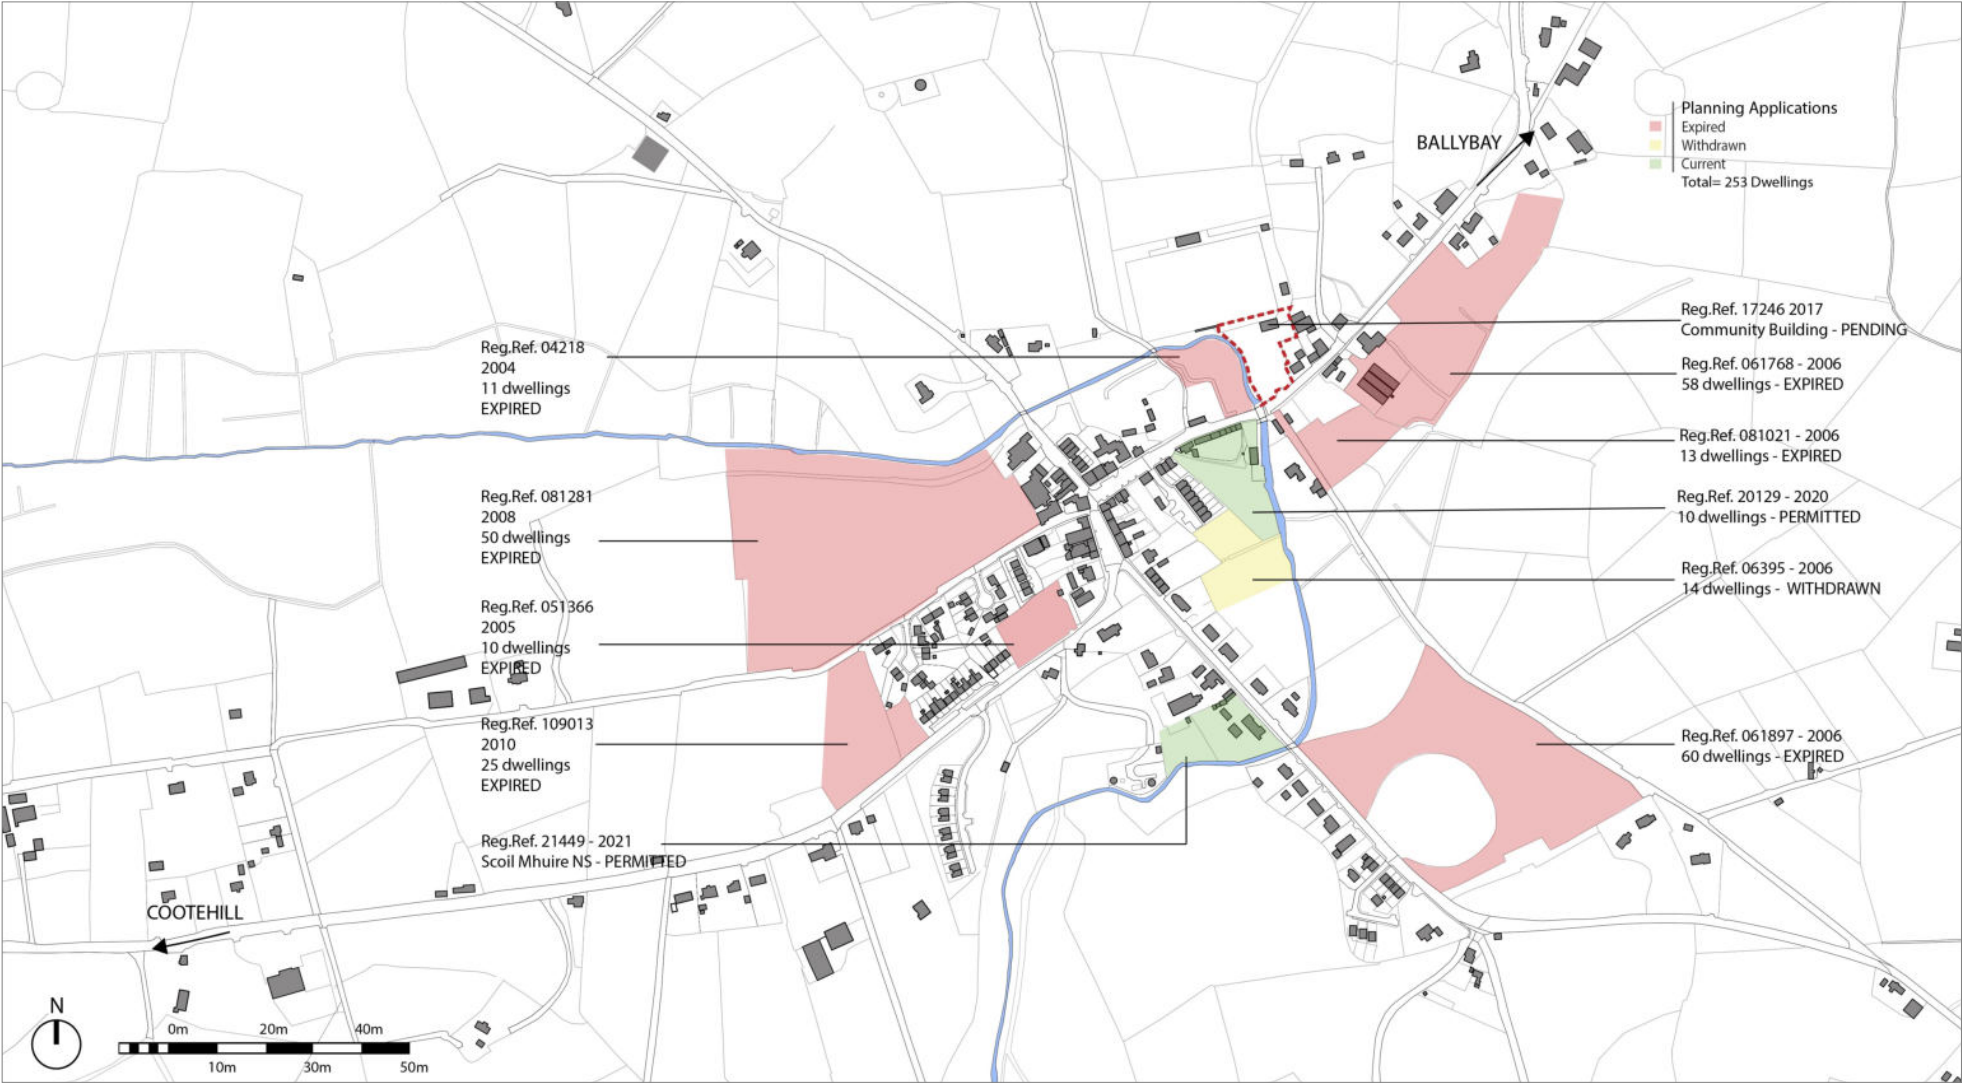 Planning Applications
Expired
Withdrawn
Current
Total= 253 Dwellings
BALLYBAY
Reg.Ref. 17246 2017
Community Building - PENDING
Reg.Ref. 061768 - 2006
58 dwellings - EXPIRED
Reg.Ref. 081021 - 2006
13 dwellings - EXPIRED
Reg.Ref. 20129 - 2020
10 dwellings - PERMITTED
Reg.Ref. 06395 - 2006
14 dwellings - WITHDRAWN
Reg.Ref. 061897 - 2006
60 dwellings - EXPIRED
Reg.Ref. 04218
2004
11 dwellings
EXPIRED
Reg.Ref. 081281
2008
50 dwellings
EXPIRED
Reg.Ref. 051366
2005
10 dwellings
EXPIRED
Reg.Ref. 109013
2010
25 dwellings
EXPIRED
Reg.Ref. 21449 - 2021
Scoil Mhuire NS - PERMITTED
COOTEHILL
N
0m 20m 40m
10m 30m 50m